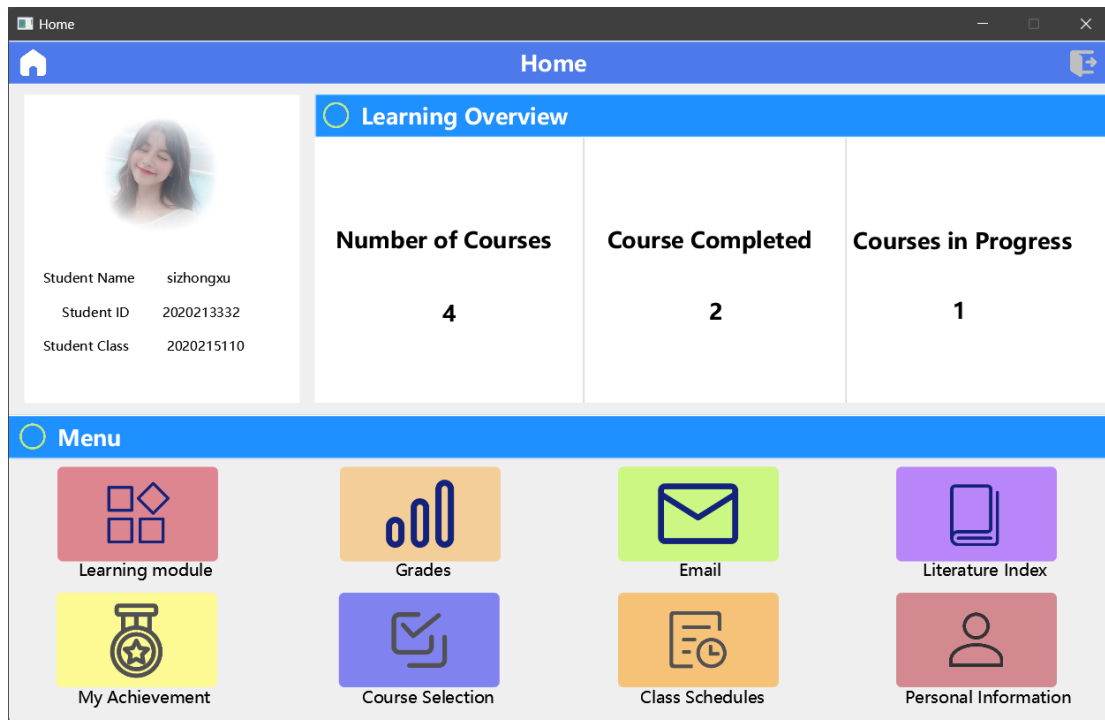 Home
Home
Learning Overview
Number of Courses
Course Completed
Courses in Progress
4
2
1
Student Name sizhongxu
Student ID 2020213332
Student Class 2020215110
Menu
Learning module
Grades
Email
Literature Index
My Achievement
Course Selection
Class Schedules
Personal Information